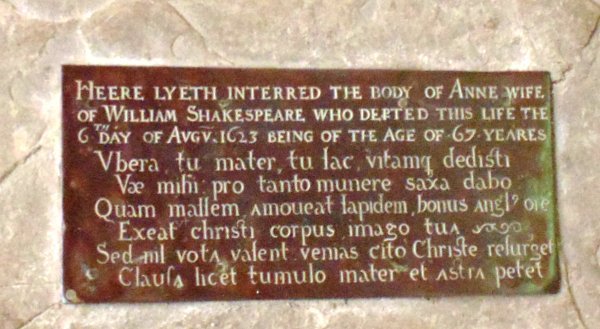 HEERE LYETH INTERRED THE BODY OF ANNE WIFE
OF WILLIAM SHAKESPEARE, WHO DEPTED THIS LIFE THE
6TH DAY OF AVGV. 1623 BEING OF THE AGE OF 67 YEARES
Vbera, tu mater, tu lac, vitamq dedisti
Væ mihi: pro tanto munere saxa dabo
Quam mallem amoueat lapidem, bonus angls ore
Exeat christi corpus imago tua
Sed nil vota valent venias cito Christe resurget
Clausa licet tumulo mater et astra petet